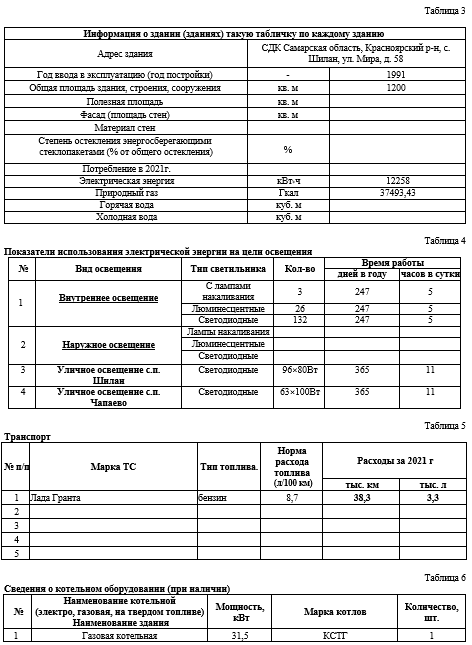 Таблица 3
Информация о здании (зданиях) такую табличку по каждому зданию
Адрес здания СДК Самарская область, Красноярский р-н, с.
Шилан, ул. Мира, д. 58
Год ввода в эксплуатацию (год постройки) - 1991
Общая площадь здания, строения, сооружения кв. м 1200
Полезная площадь кв. м
Фасад (площадь стен) кв. м
Материал стен
Степень остекления энергосберегающими
стеклопакетами (% от общего остекления) %
Потребление в 2021г.
Электрическая энергия кВт·ч 12258
Природный газ Гкал 37493,43
Горячая вода куб. м
Холодная вода куб. м
Таблица 4
Показатели использования электрической энергии на цели освещения
№ Вид освещения Тип светильника Кол-во Время работы
дней в году часов в сутки
1 Внутреннее освещение С лампами
накаливания 3 247 5
Люминесцентные 26 247 5
Светодиодные 132 247 5
2 Наружное освещение Лампы накаливания
Люминесцентные
Светодиодные
3 Уличное освещение с.п.
Шилан Светодиодные 96×80Вт 365 11
4 Уличное освещение с.п.
Чапаево Светодиодные 63×100Вт 365 11
Таблица 5
Транспорт
№ п/п Марка ТС Тип топлива. Норма
расхода
топлива
(л/100 км) Расходы за 2021 г
тыс. км тыс. л
1 Лада Гранта бензин 8,7 38,3 3,3
2
3
4
5
Таблица 6
Сведения о котельном оборудовании (при наличии)
№ Наименование котельной
(электро, газовая, на твердом топливе)
Наименование здания Мощность,
кВт Марка котлов Количество,
шт.
1 Газовая котельная 31,5 КСТГ 1